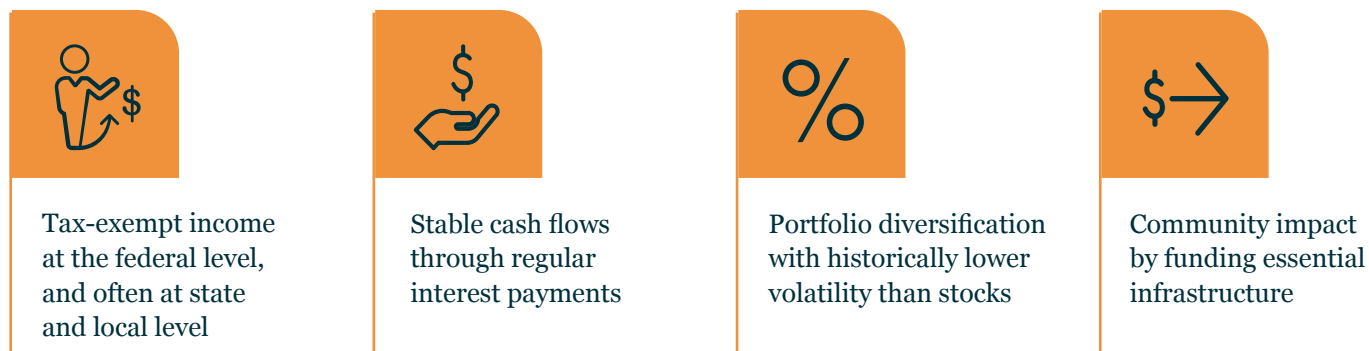 $
$
%
$
Tax-exempt income
at the federal level,
and often at state
and local level
Stable cash flows
through regular
interest payments
Portfolio diversification
with historically lower
volatility than stocks
Community impact
by funding essential
infrastructure